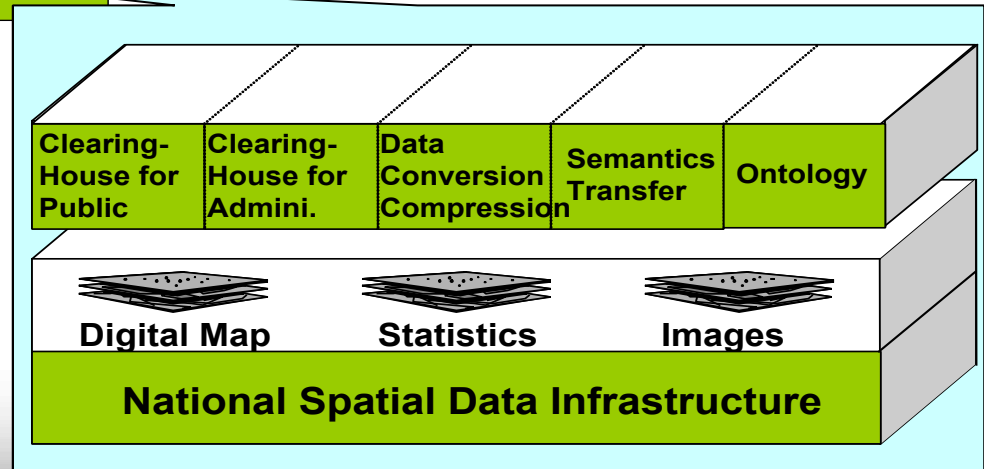 Clearing-
House for
Public
Clearing-
House for
Admini.
Data
Conversion
Compression
Semantics
Transfer
Ontology
Digital Map
Statistics
Images
National Spatial Data Infrastructure